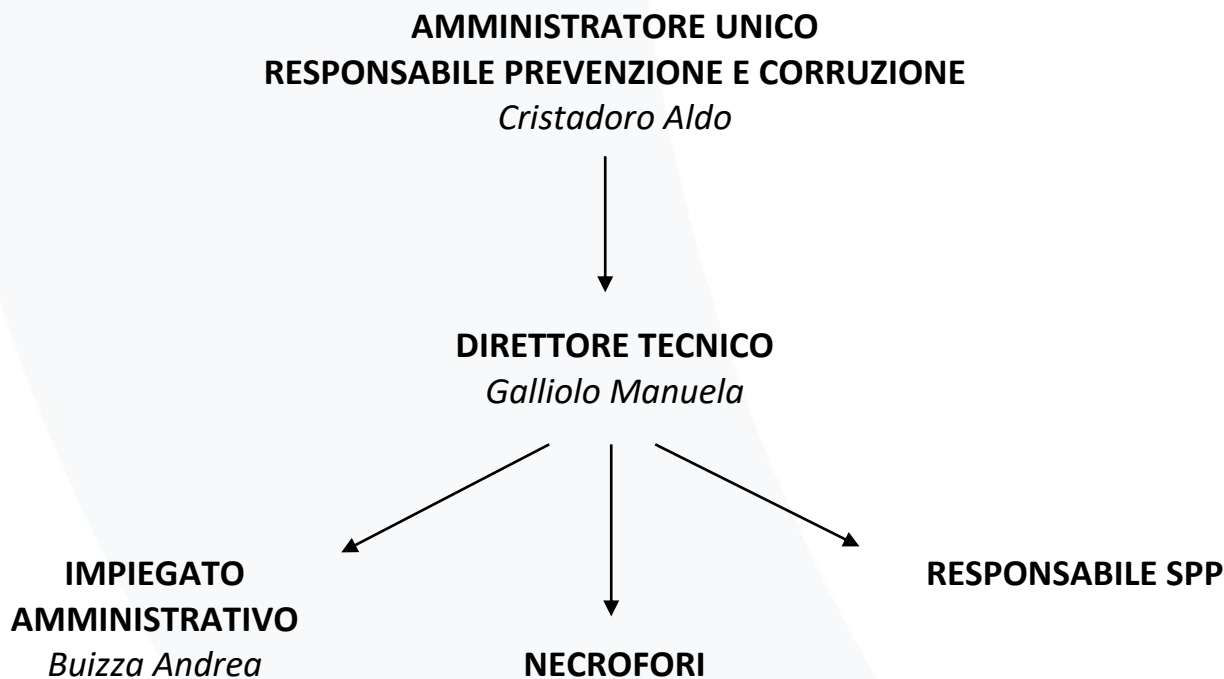 AMMINISTRATORE UNICO
RESPONSABILE PREVENZIONE E CORRUZIONE
Cristadoro Aldo
DIRETTORE TECNICO
Galliolo Manuela
IMPIEGATO
AMMINISTRATIVO
Buizza Andrea
NECROFORI
RESPONSABILE SPP